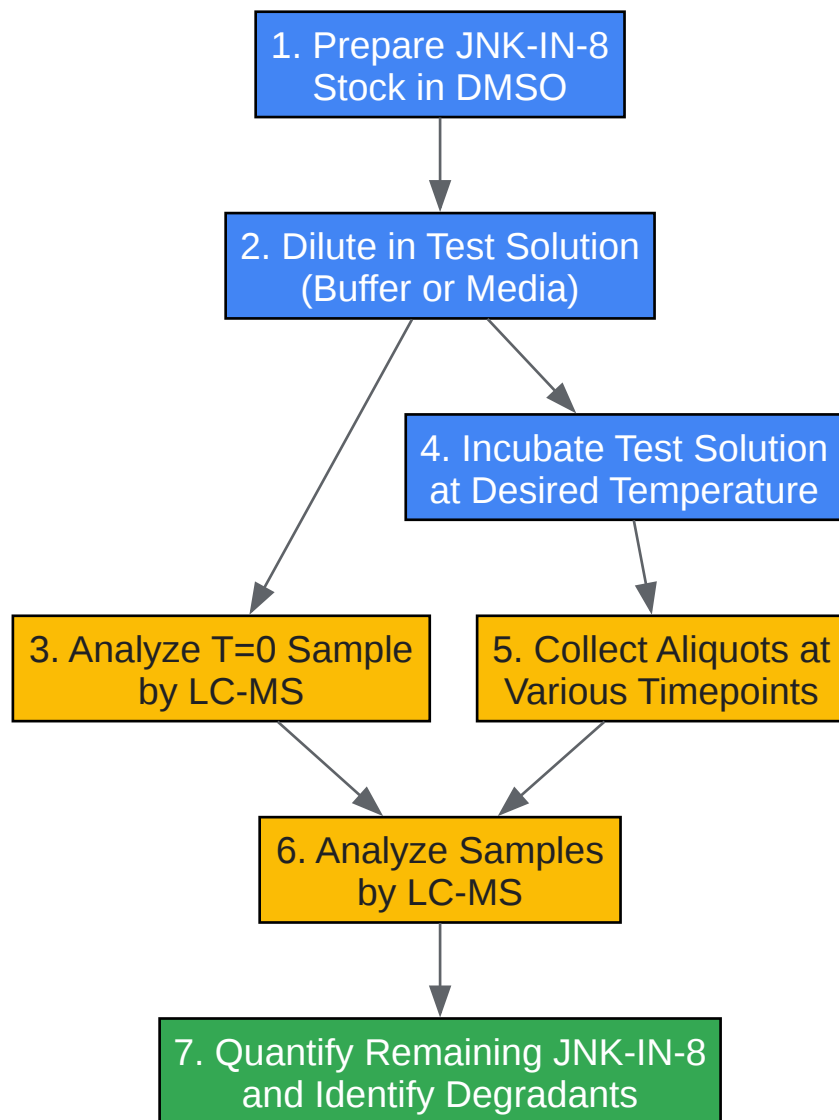 1. Prepare JNK-IN-8
Stock in DMSO
2. Dilute in Test Solution
(Buffer or Media)
4. Incubate Test Solution
at Desired Temperature
3. Analyze T=0 Sample
by LC-MS
5. Collect Aliquots at
Various Timepoints
6. Analyze Samples
by LC-MS
7. Quantify Remaining JNK-IN-8
and Identify Degradants